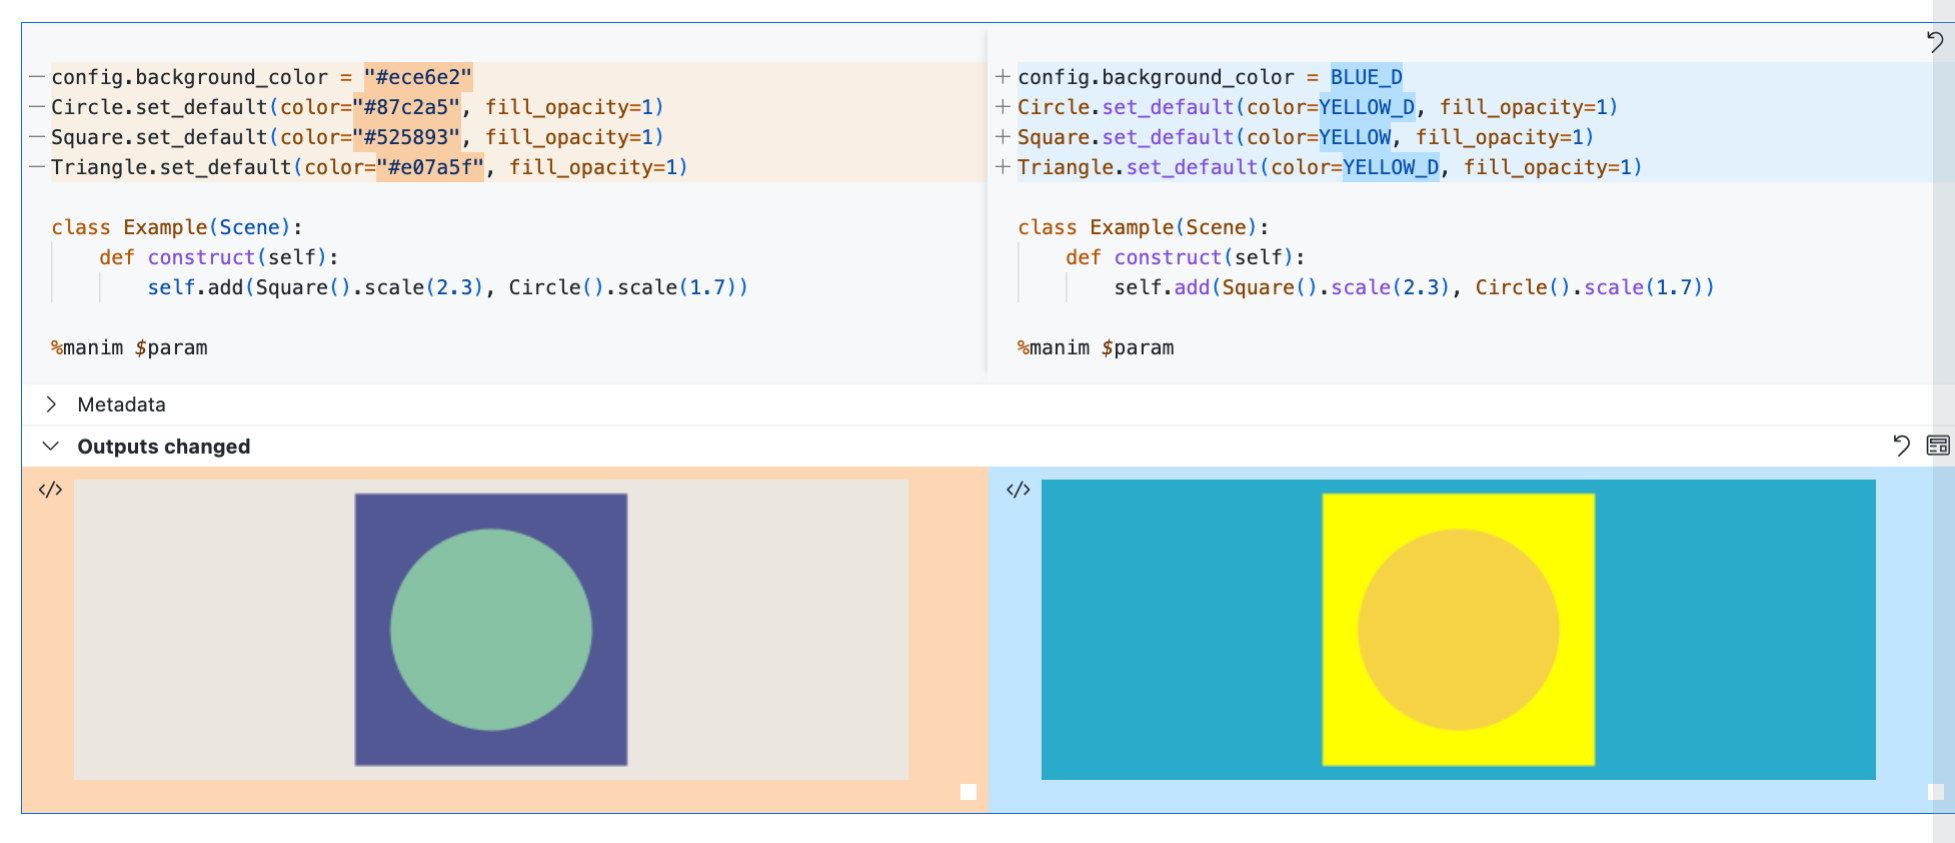 config.background_color = "#ece6e2"
Circle.set_default(color="#87c2a5", fill_opacity=1)
Square.set_default(color="#525893", fill_opacity=1)
Triangle.set_default(color="#e07a5f", fill_opacity=1)
class Example(Scene):
def construct(self):
self.add(Square().scale(2.3), Circle().scale(1.7))
%manim $param
config.background_color = BLUE_D
Circle.set_default(color=YELLOW_D, fill_opacity=1)
Square.set_default(color=YELLOW, fill_opacity=1)
Triangle.set_default(color=YELLOW_D, fill_opacity=1)
class Example(Scene):
def construct(self):
self.add(Square().scale(2.3), Circle().scale(1.7))
%manim $param
Metadata
Outputs changed